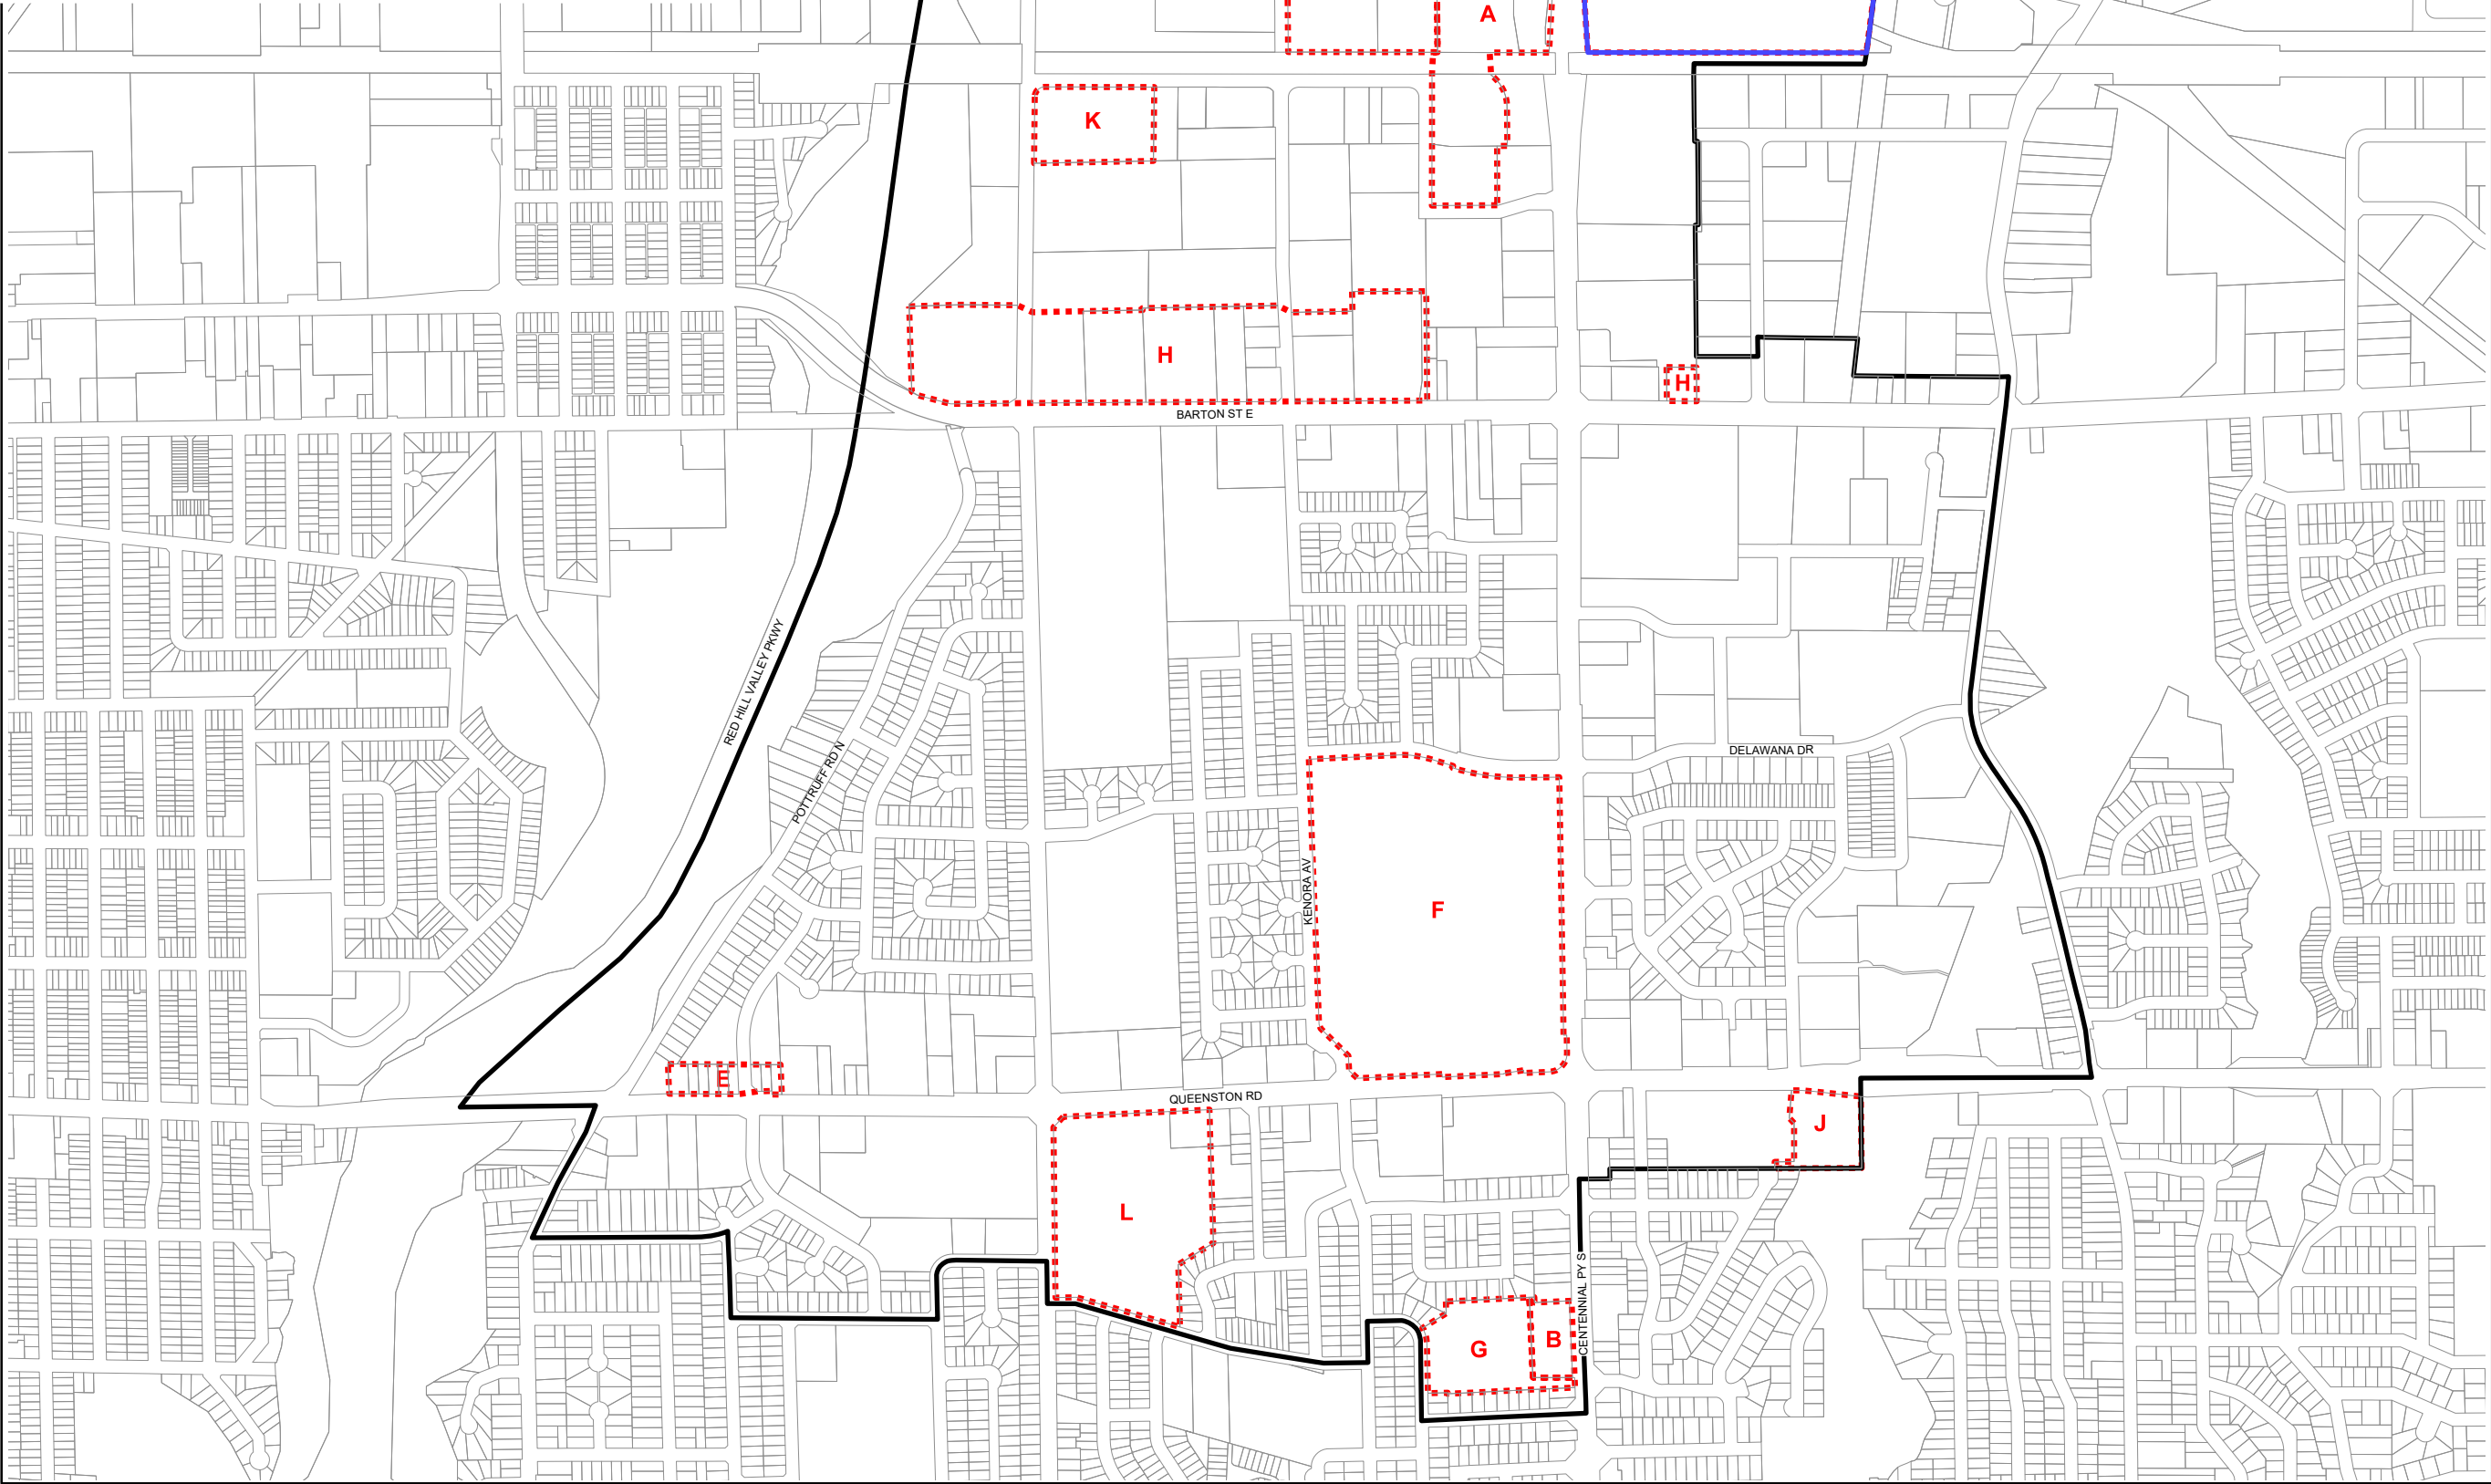 A
K
H
H
BARTON ST E
RED HILL VALLEY PKWY
POTTRUFF RD N
DELAWANA DR
KENORA AV
F
E
QUEENSTON RD
J
L
CENTENNIAL PY S
G
B